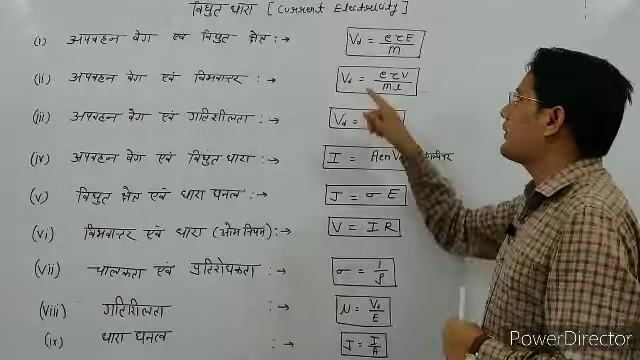 विद्युत धारा [Current Electricity]
(i) अपवहन वेग एवं विद्युत क्षेत्र :→ Vd = eτE/m
(ii) अपवहन वेग एवं विभवान्तर :→ Vd = eτV/ml
(iii) अपवहन वेग एवं गतिशीलता :→ Vd =
(iv) अपवहन वेग एवं विद्युत धारा :→ I = AenVd
(v) विद्युत क्षेत्र एवं धारा घनत्व :→ J = σE
(vi) विभवान्तर एवं धारा (ओम नियम) :→ V = IR
(vii) चालकता एवं प्रतिरोधकता :→ σ = 1/ρ
(viii) गतिशिलता :→ μ = Vd/E
(ix) धारा घनत्व :→ J = I/A
PowerDirector